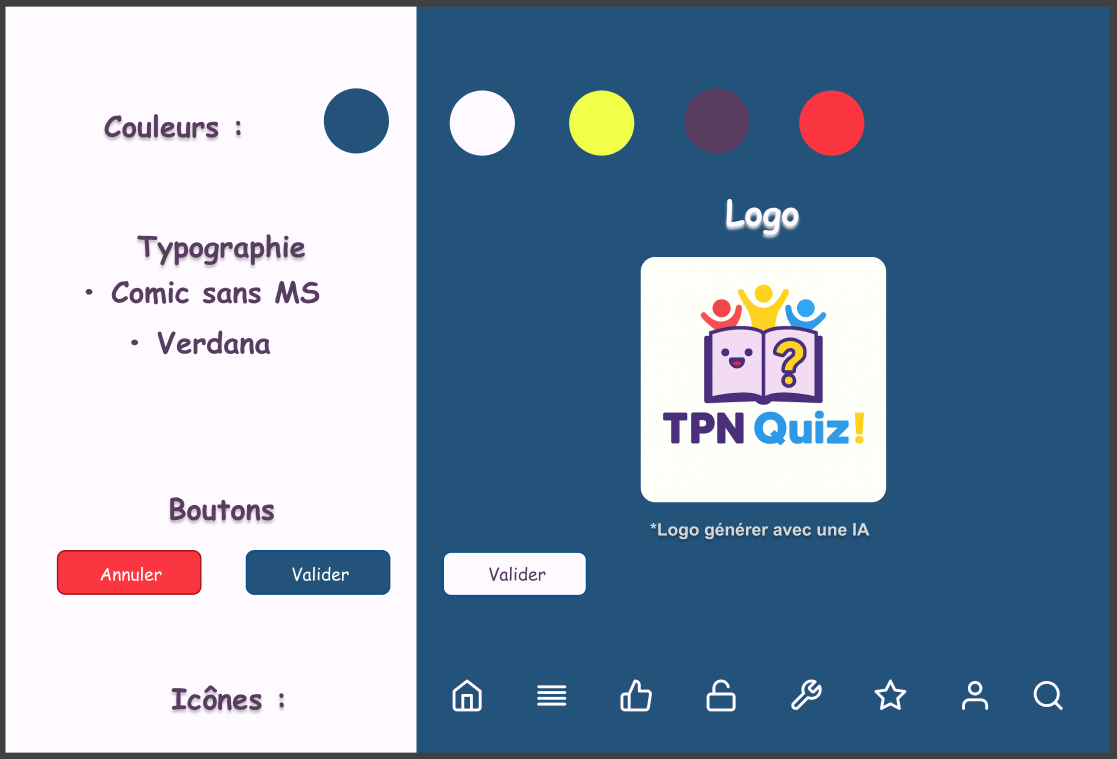 Couleurs :
Logo
Typographie
• Comic sans MS
• Verdana
?
TPN Quiz!
Boutons
*Logo générer avec une IA
Annuler
Valider
Valider
Icônes :